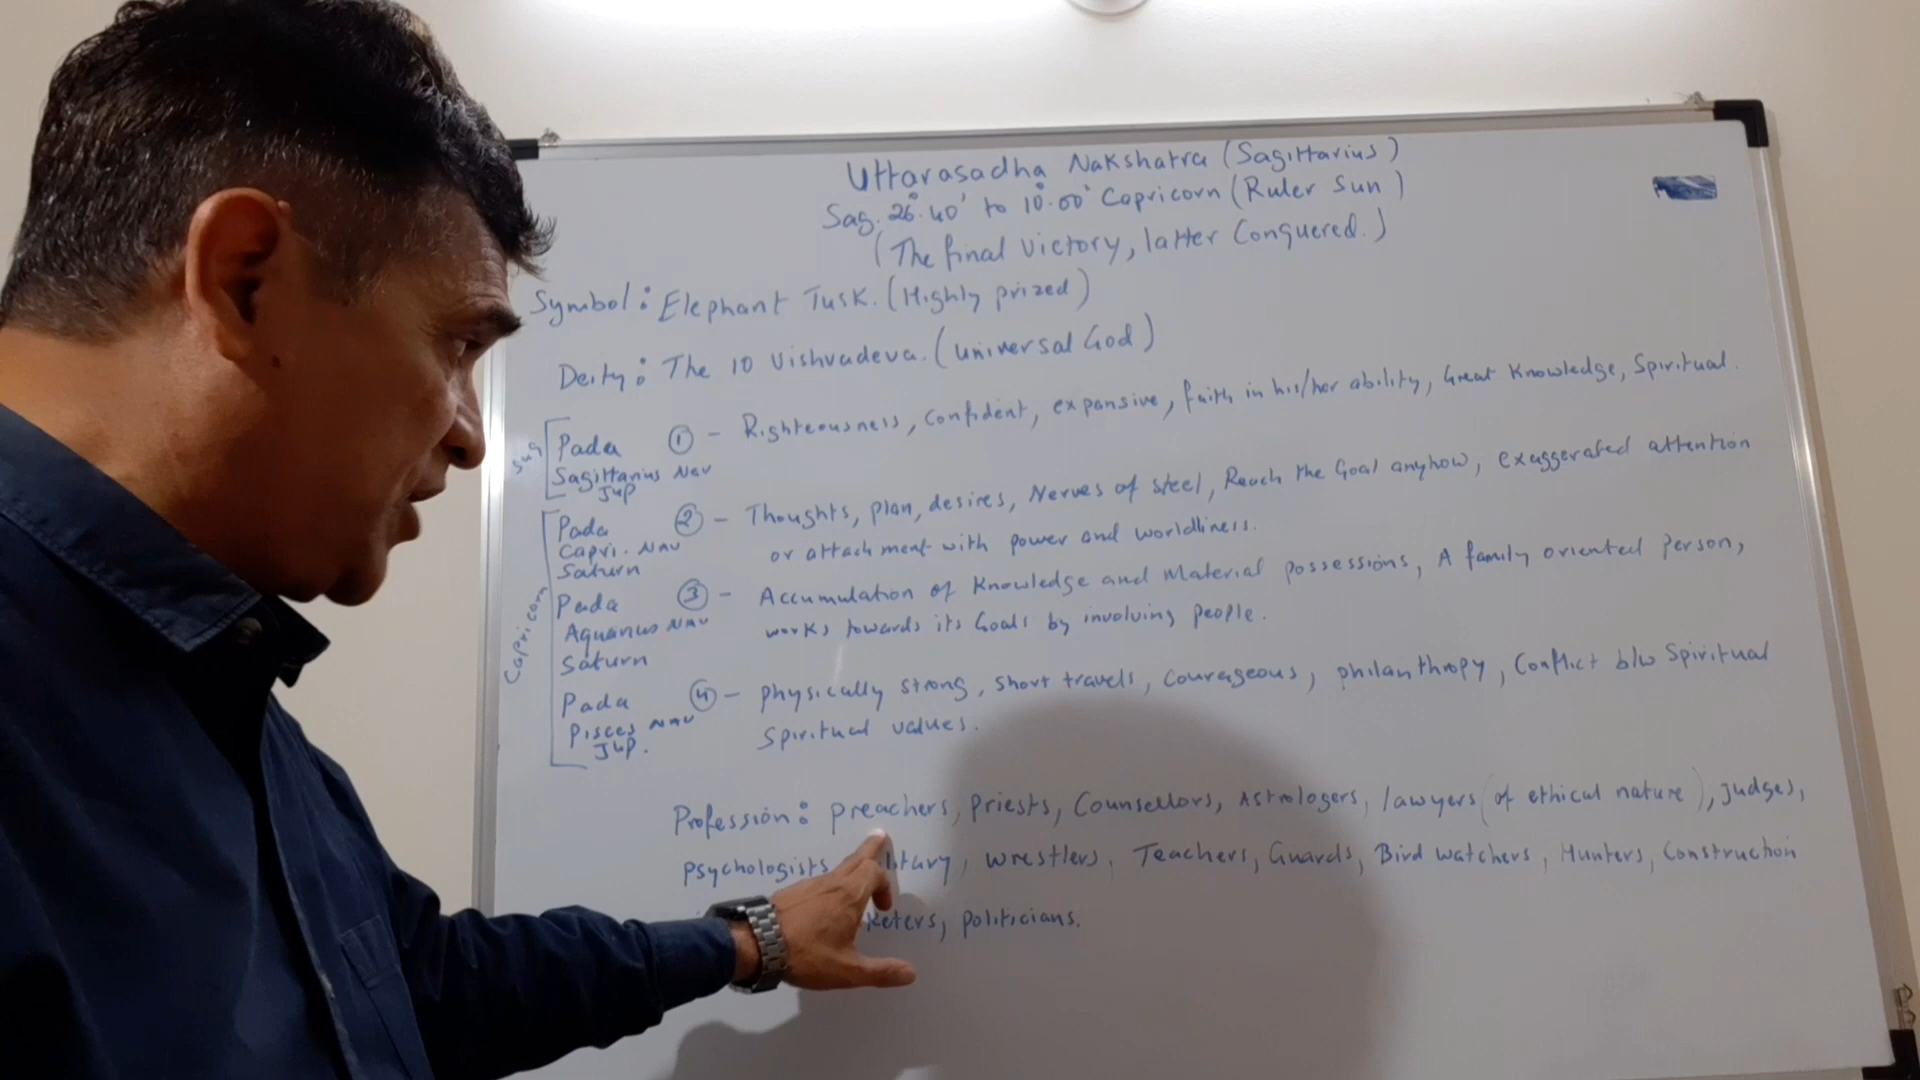 Uttarasadha Nakshatra (Sagittarius)
Sag. 26°.40' to 10°.00' Capricorn (Ruler Sun)
(The final victory, latter Conquered.)
Symbol: Elephant Tusk. (Highly prized)
Deity: The 10 Vishvadeva. (Universal God)
Sag
Pada ① - Righteousness, confident, expansive, faith in his/her ability, Great Knowledge, Spiritual.
Sagittarius Nav
Jup
Capricorn
Pada ② - Thoughts, plan, desires, Nerves of steel, Reach the Goal anyhow, exaggerated attention
Capri. Nav or attachment with power and worldliness.
Saturn
Pada ③ - Accumulation of Knowledge and Material possessions, A family oriented person,
Aquarius Nav works towards its Goals by involving people.
Saturn
Pada ④ - physically strong, short travels, courageous, philanthropy, Conflict b/w Spiritual
Pisces Nav Spiritual values.
Jup.
Profession: preachers, priests, Counsellors, Astrologers, lawyers (of ethical nature), judges,
psychologists, wrestlers, Teachers, Guards, Bird watchers, Hunters, Construction
keters, politicians.